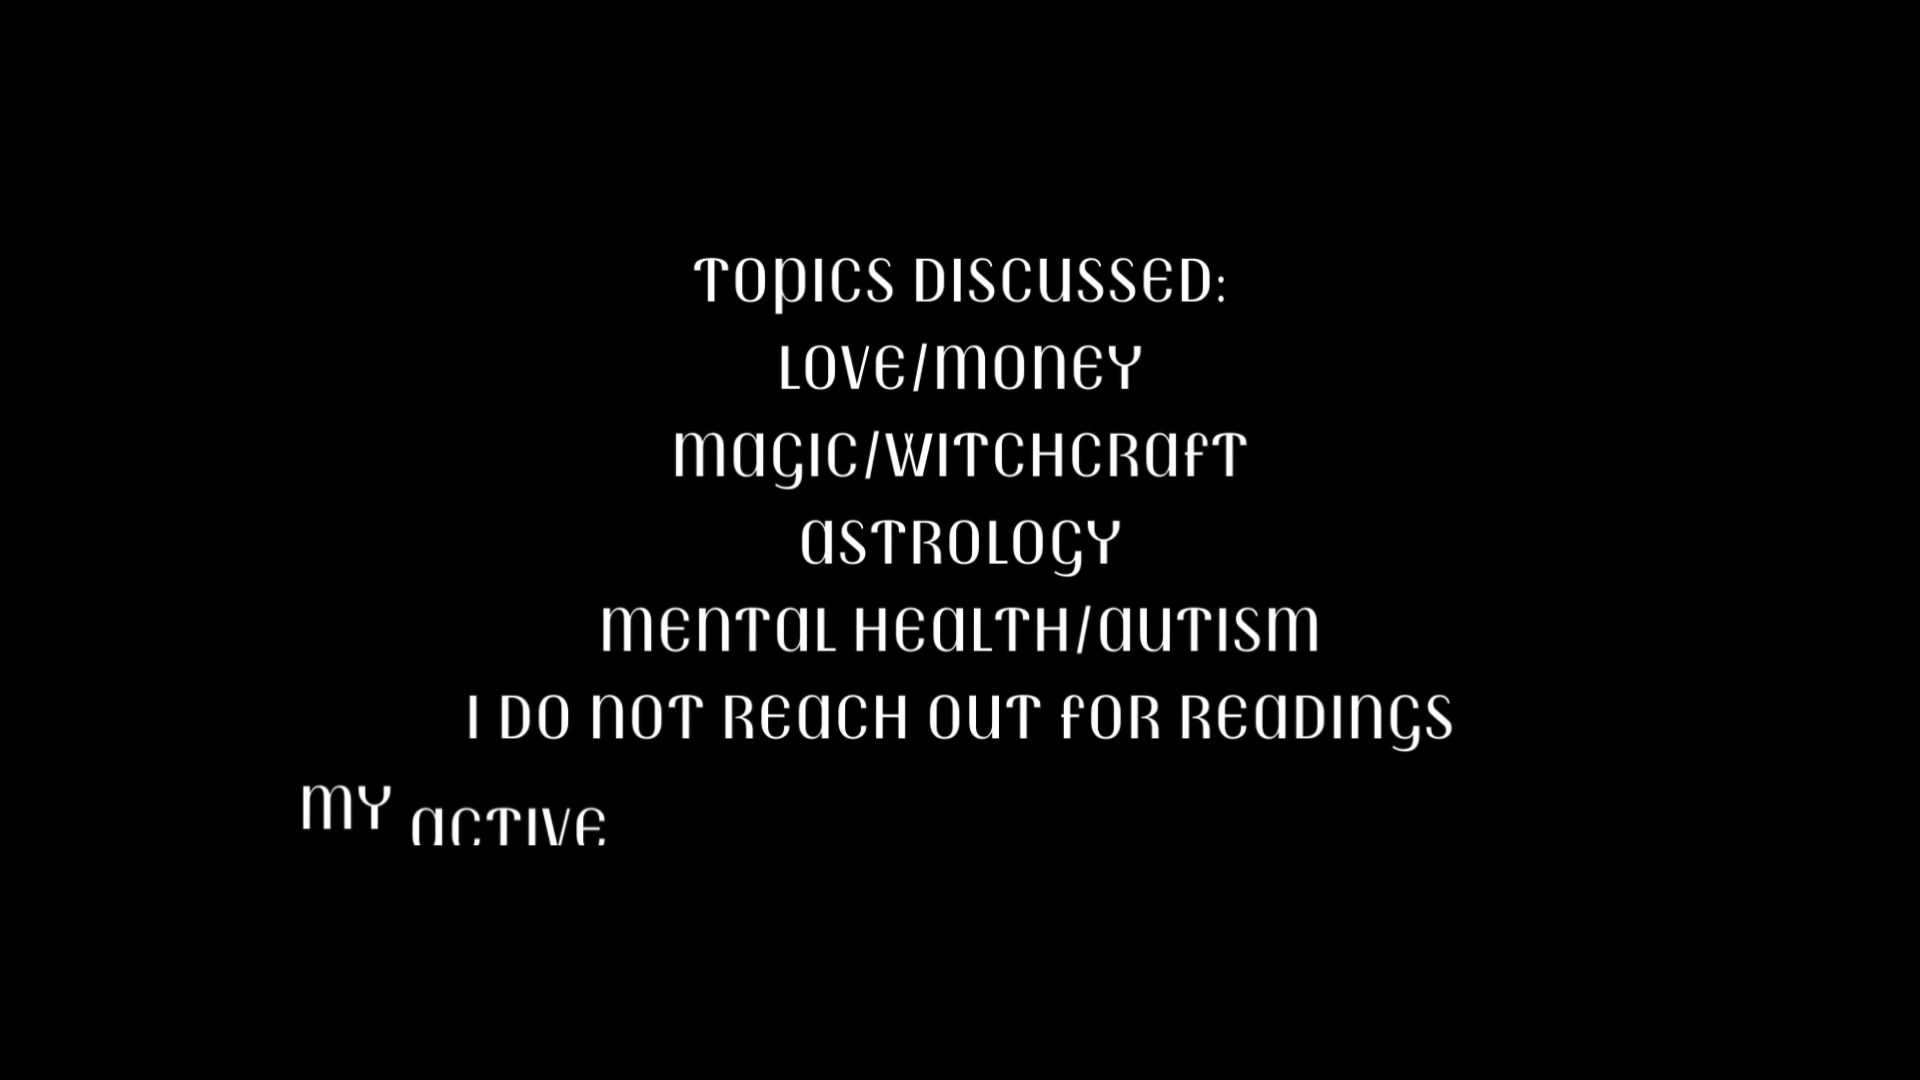 TOPICS DISCUSSED:
LOVE/MONEY
MAGIC/WITCHCRAFT
ASTROLOGY
MENTAL HEALTH/AUTISM
I DO NOT REACH OUT FOR READINGS
MY ACTIVE